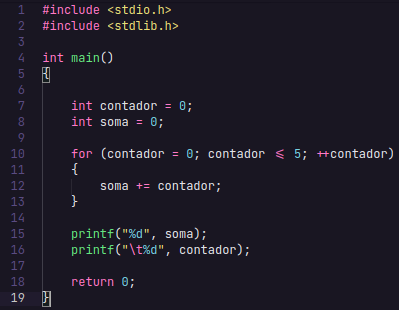 1 #include <stdio.h>
2 #include <stdlib.h>
3
4 int main()
5 {
6
7     int contador = 0;
8     int soma = 0;
9
10     for (contador = 0; contador <= 5; ++contador)
11     {
12         soma += contador;
13     }
14
15     printf("%d", soma);
16     printf("\t%d", contador);
17
18     return 0;
19 }